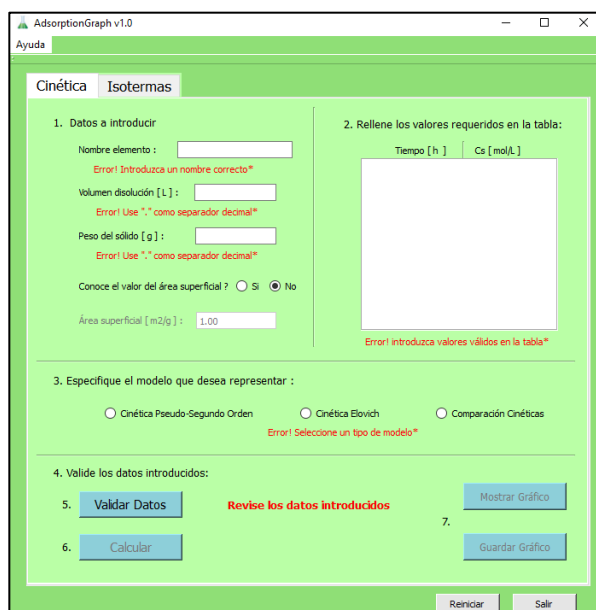 AdsorptionGraph v1.0
Ayuda
Cinética Isotermas
1. Datos a introducir
Nombre elemento :
Error! Introduzca un nombre correcto*
Volumen disolución [ L ] :
Error! Use "." como separador decimal*
Peso del sólido [ g ] :
Error! Use "." como separador decimal*
Conoce el valor del área superficial ? Si No
Área superficial [ m2/g ] : 1.00
2. Rellene los valores requeridos en la tabla:
Tiempo [ h ] Cs [ mol/L ]
Error! introduzca valores válidos en la tabla*
3. Especifique el modelo que desea representar :
Cinética Pseudo-Segundo Orden Cinética Elovich Comparación Cinéticas
Error! Seleccione un tipo de modelo*
4. Valide los datos introducidos:
5. Validar Datos
Revise los datos introducidos
6. Calcular
7.
Mostrar Gráfico
Guardar Gráfico
Reiniciar Salir